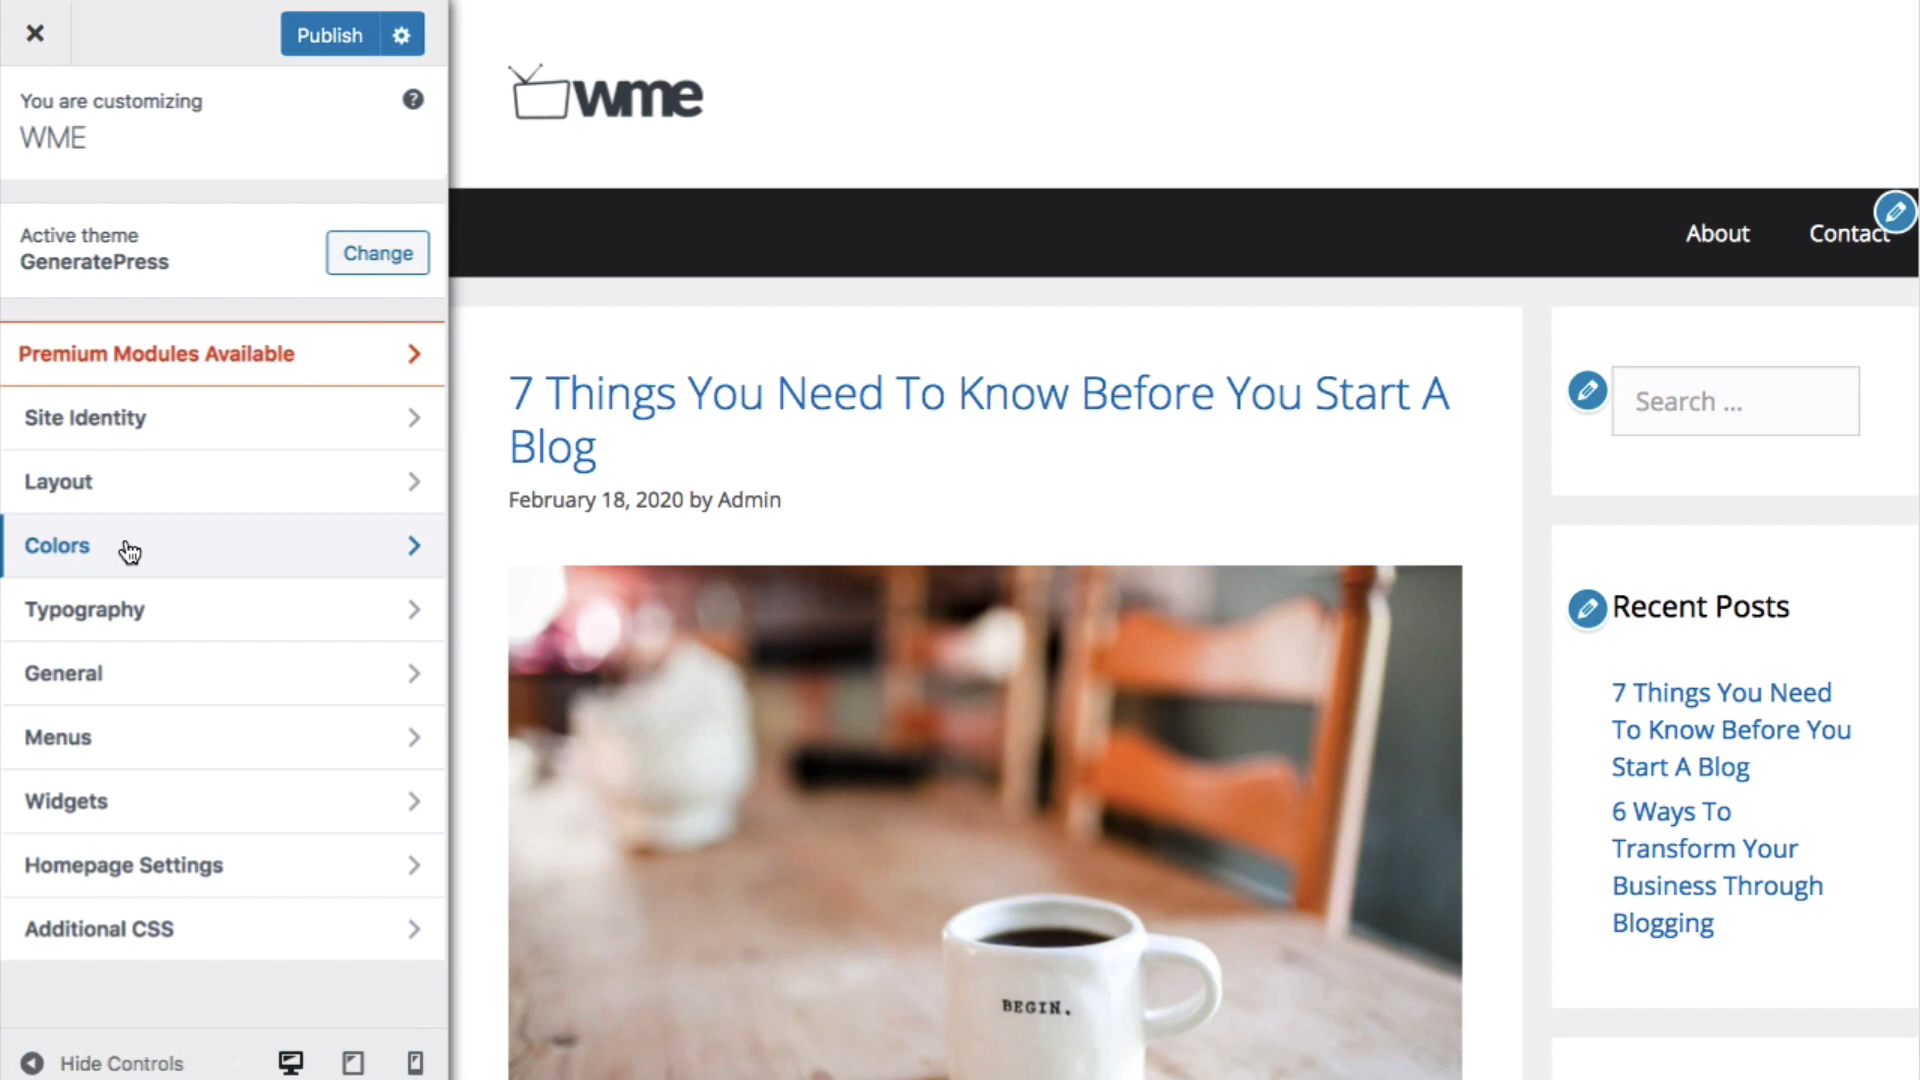 Publish
You are customizing
WME
Active theme
GeneratePress
Change
Premium Modules Available
Site Identity
Layout
Colors
Typography
General
Menus
Widgets
Homepage Settings
Additional CSS
Hide Controls
wme
About
Contact
7 Things You Need To Know Before You Start A
Blog
February 18, 2020 by Admin
BEGIN.
Search ...
Recent Posts
7 Things You Need
To Know Before You
Start A Blog
6 Ways To
Transform Your
Business Through
Blogging